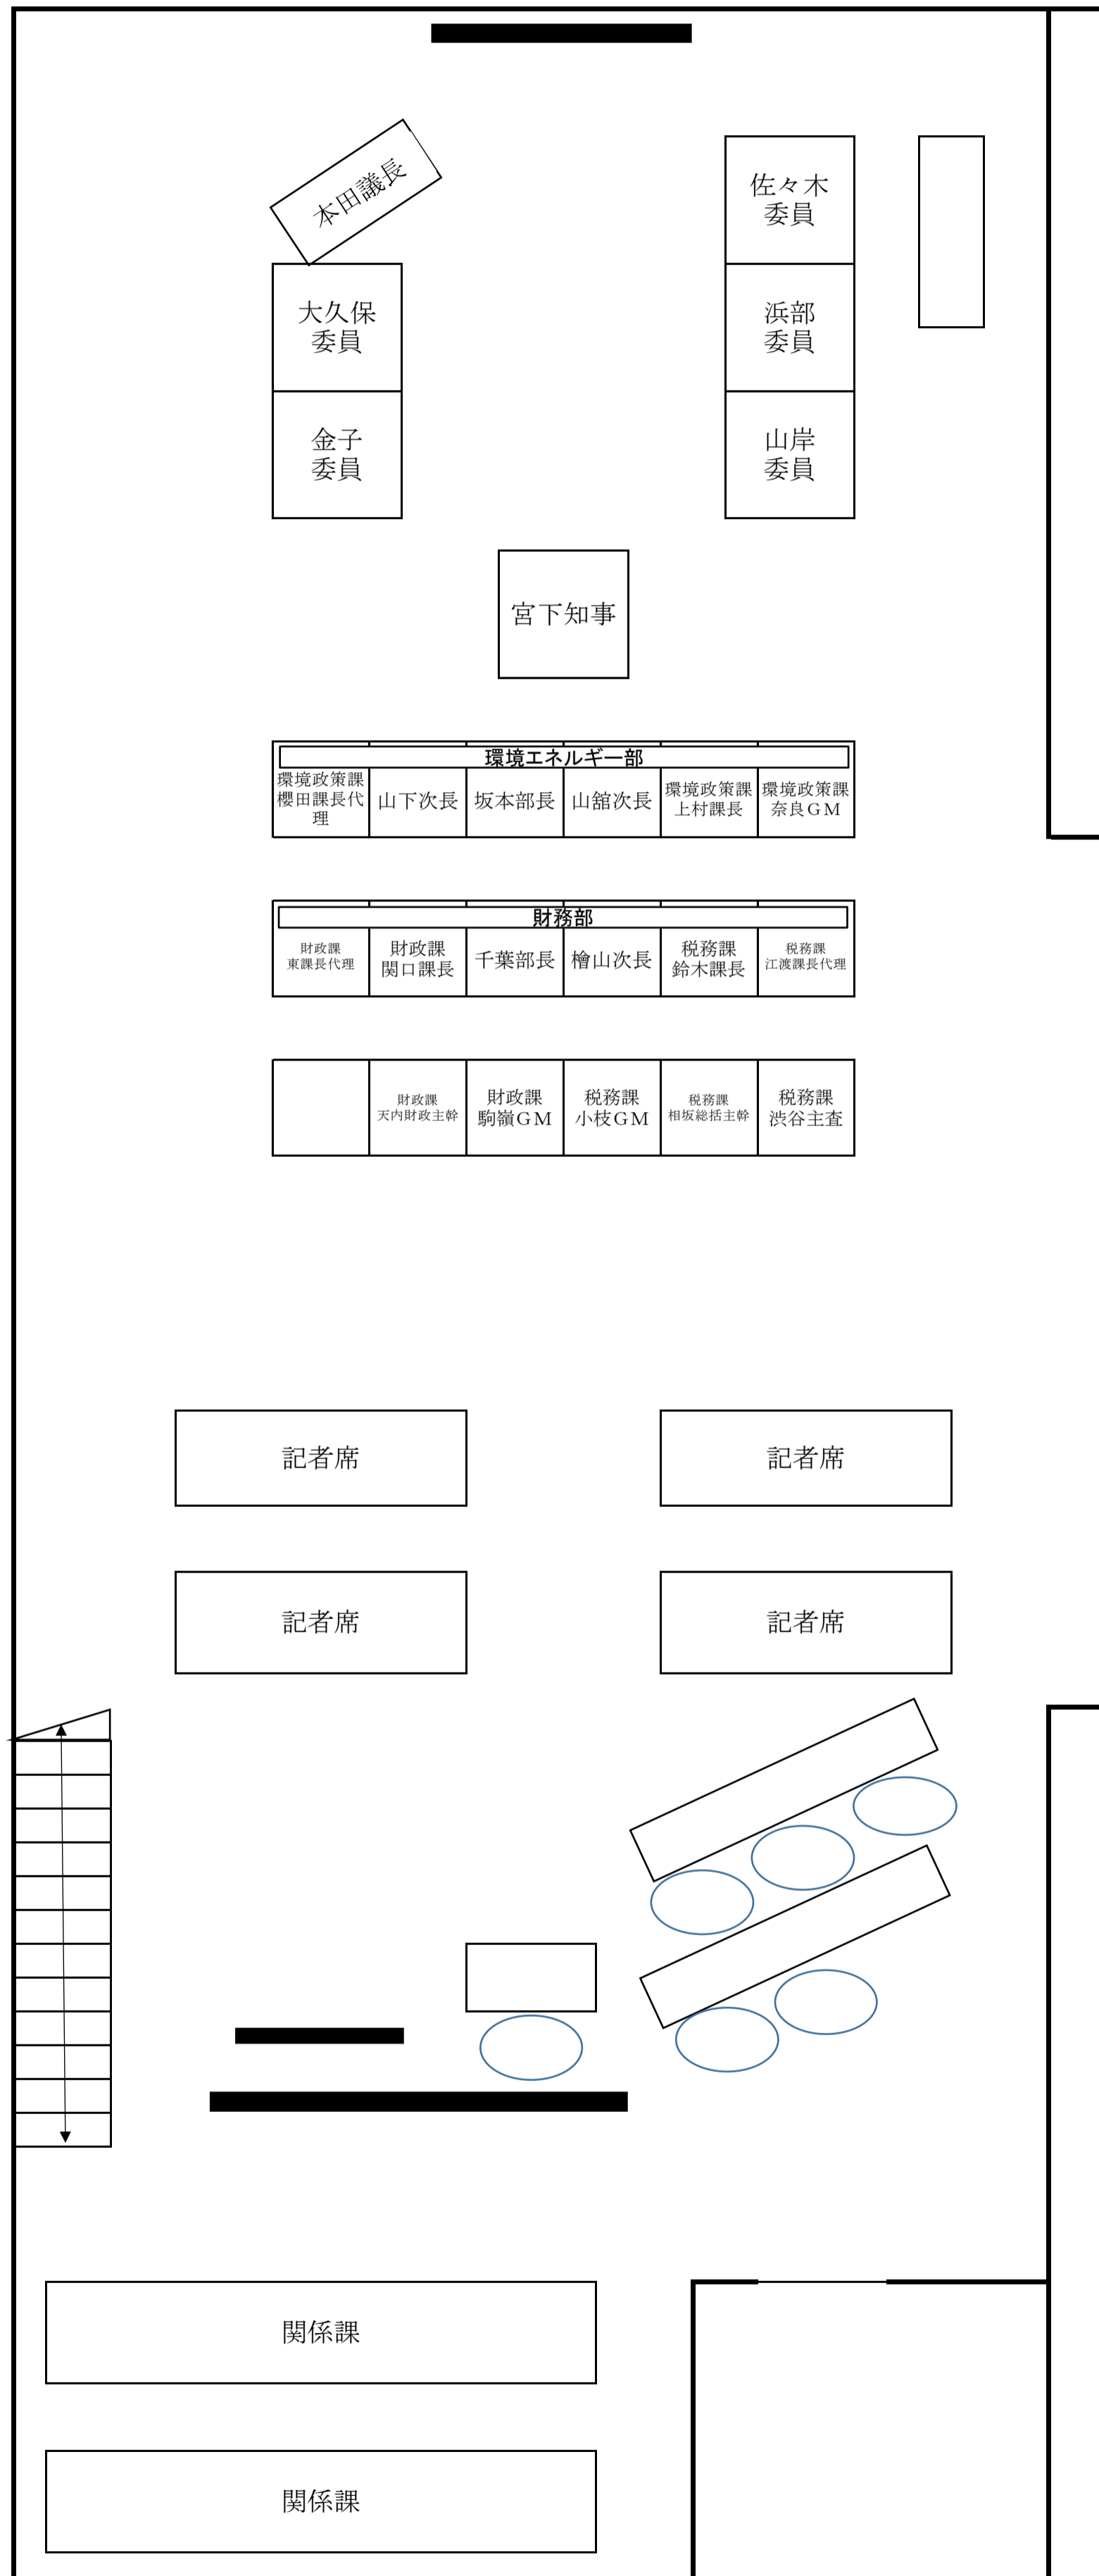 本田議長
大久保
委員
金子
委員
佐々木
委員
浜部
委員
山岸
委員
宮下知事
環境エネルギー部
環境政策課
櫻田課長代
理
山下次長
坂本部長
山舘次長
環境政策課
上村課長
環境政策課
奈良ＧＭ
財務部
財政課
東課長代理
財政課
関口課長
千葉部長
檜山次長
税務課
鈴木課長
税務課
江渡課長代理
財政課
天内財政主幹
財政課
駒嶺ＧＭ
税務課
小枝ＧＭ
税務課
相坂総括主幹
税務課
渋谷主査
記者席
記者席
記者席
記者席
関係課
関係課